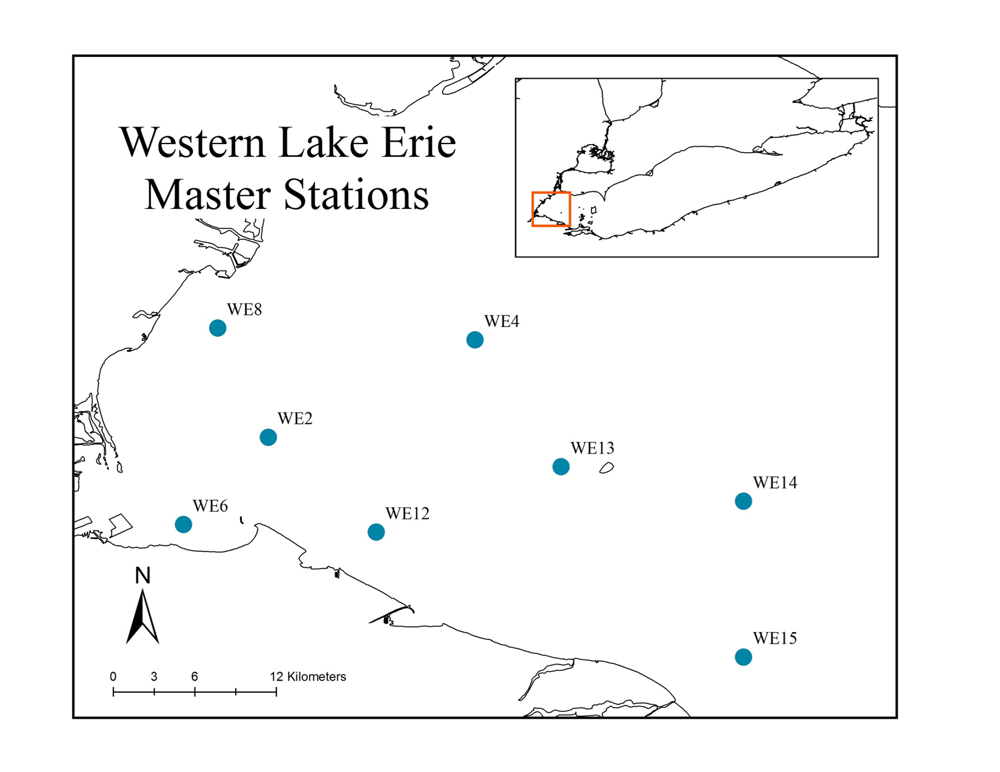 Western Lake Erie
Master Stations
WE8
WE4
WE2
WE13
WE14
WE6
WE12
N
WE15
0 3 6 12 Kilometers